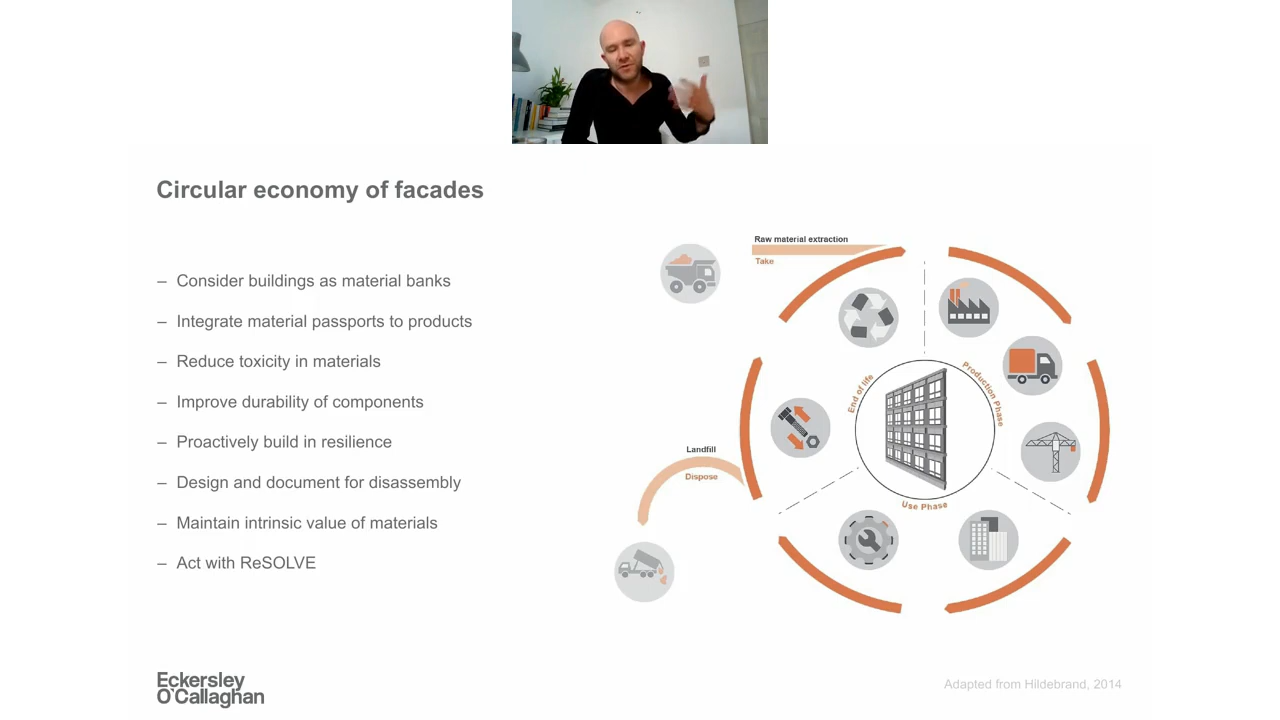 Circular economy of facades
– Consider buildings as material banks
– Integrate material passports to products
– Reduce toxicity in materials
– Improve durability of components
– Proactively build in resilience
– Design and document for disassembly
– Maintain intrinsic value of materials
– Act with ReSOLVE
Raw material extraction
Take
End of life
Production Phase
Use Phase
Landfill
Dispose
Eckersley
O'Callaghan
Adapted from Hildebrand, 2014